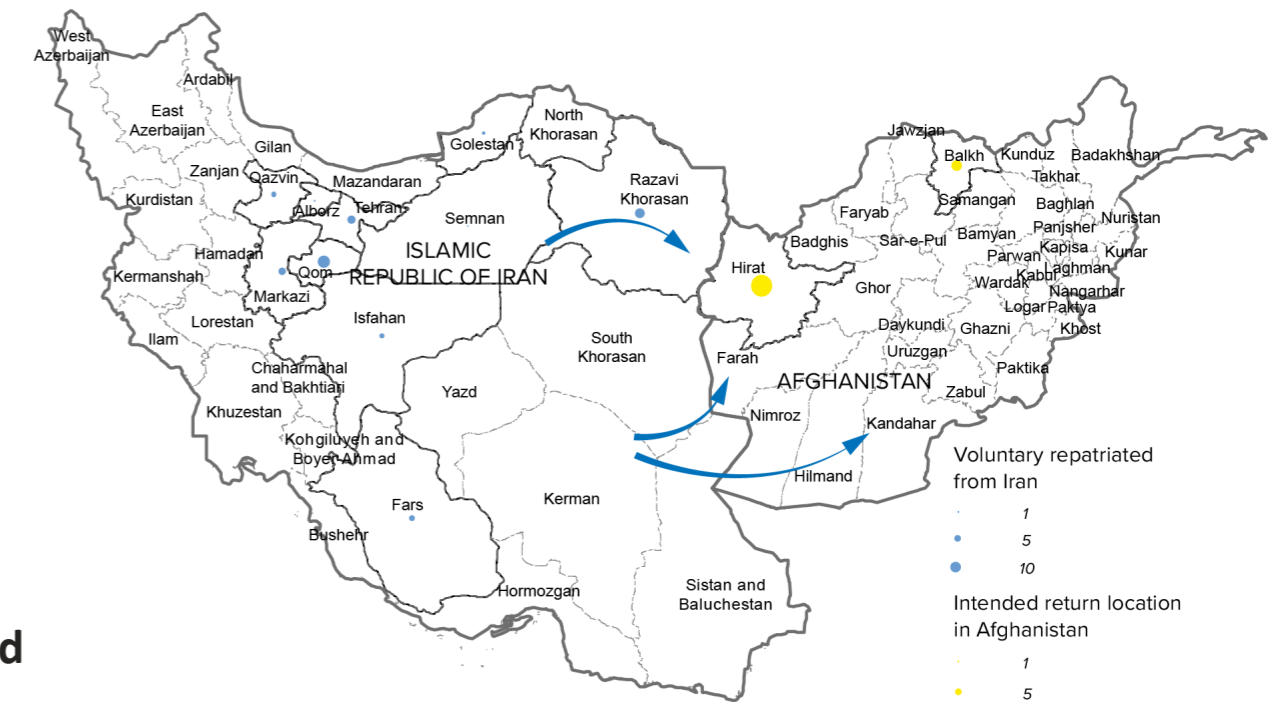 West
Azerbaijan
Ardabil
East
Azerbaijan
Gilan
Zanjan
Qazvin
Mazandaran
Golestan
North
Khorasan
Kurdistan
Alborz
Tehran
Semnan
Razavi
Khorasan
Hamadan
Qom
ISLAMIC
REPUBLIC OF IRAN
Kermanshah
Markazi
Lorestan
Isfahan
Ilam
South
Khorasan
Chaharmahal
and Bakhtiari
Yazd
Khuzestan
Kohgiluyeh and
Boyer-Ahmad
Fars
Kerman
Bushehr
Hormozgan
Sistan and
Baluchestan
Jawzjan
Balkh
Kunduz
Badakhshan
Takhar
Samangan
Baghlan
Faryab
Nuristan
Panjsher
Badghis
Sar-e-Pul
Bamyan
Kapisa
Kunar
Parwan
Laghman
Kabul
Hirat
Wardak
Nangarhar
Ghor
Logar
Paktya
Daykundi
Ghazni
Khost
Farah
Uruzgan
Paktika
AFGHANISTAN
Zabul
Nimroz
Kandahar
Hilmand
Voluntary repatriated
from Iran
1
5
10
Intended return location
in Afghanistan
1
5
d